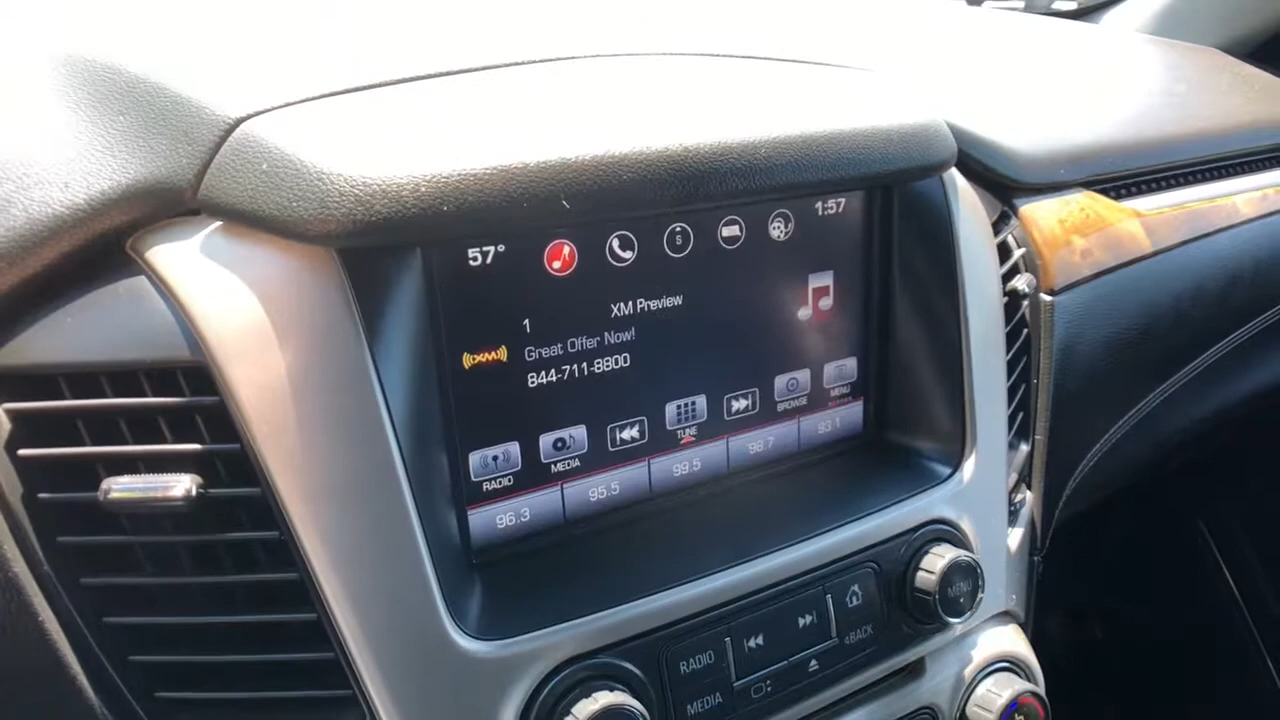 57°
S
1:57
1
XM Preview
((XM))
Great Offer Now!
844-711-8800
RADIO
MEDIA
TUNE
BROWSE
MENU
96.3
95.5
99.5
98.7
93.1
RADIO
MEDIA
BACK
MENU